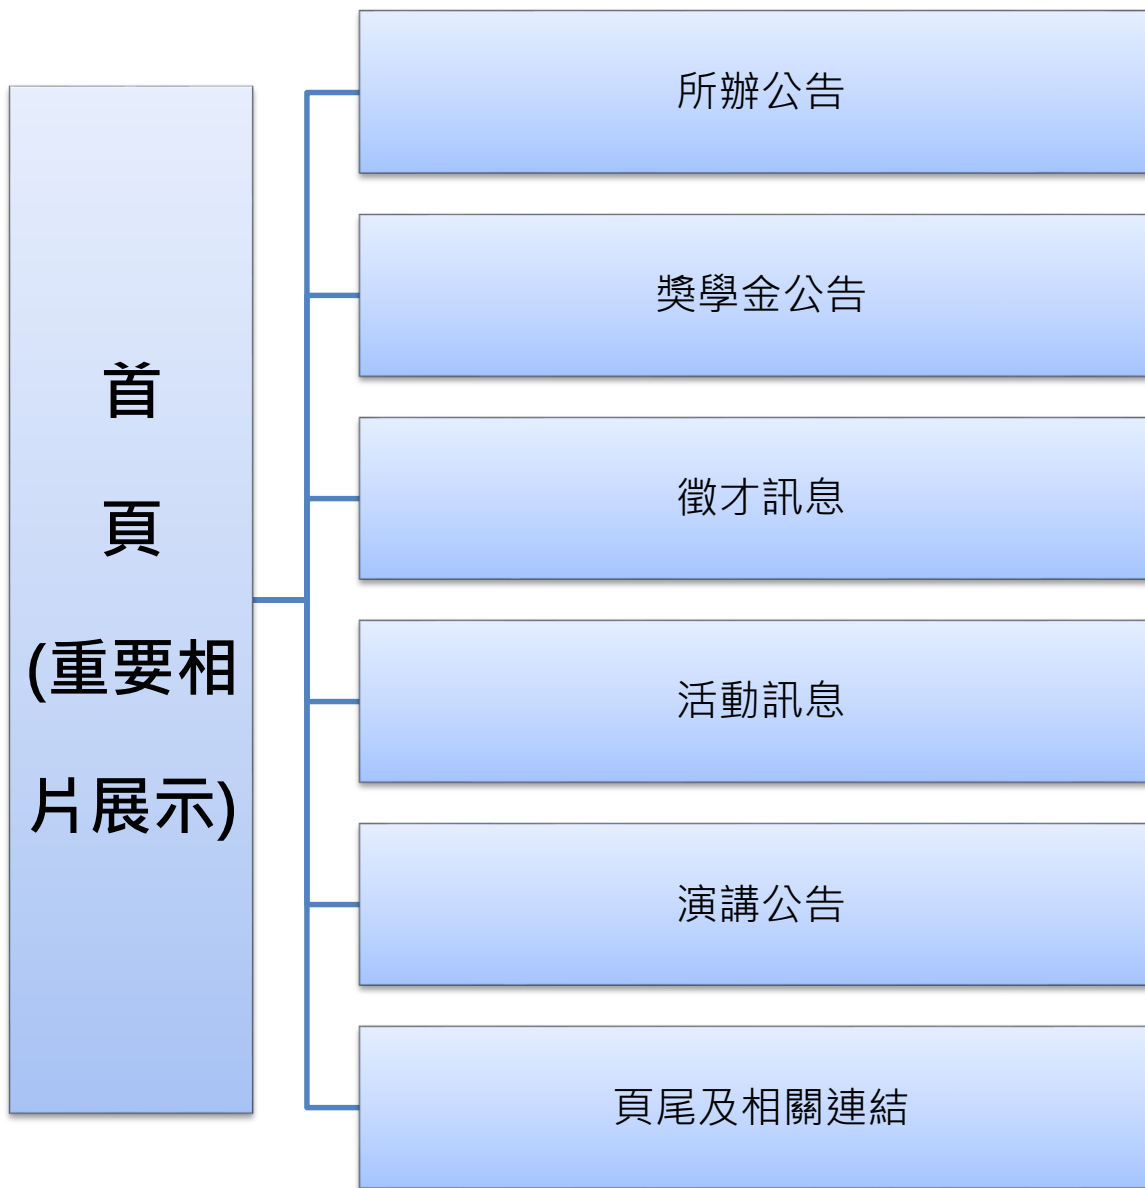 首
頁
(重要相
片展示)
所辦公告
獎學金公告
徵才訊息
活動訊息
演講公告
頁尾及相關連結